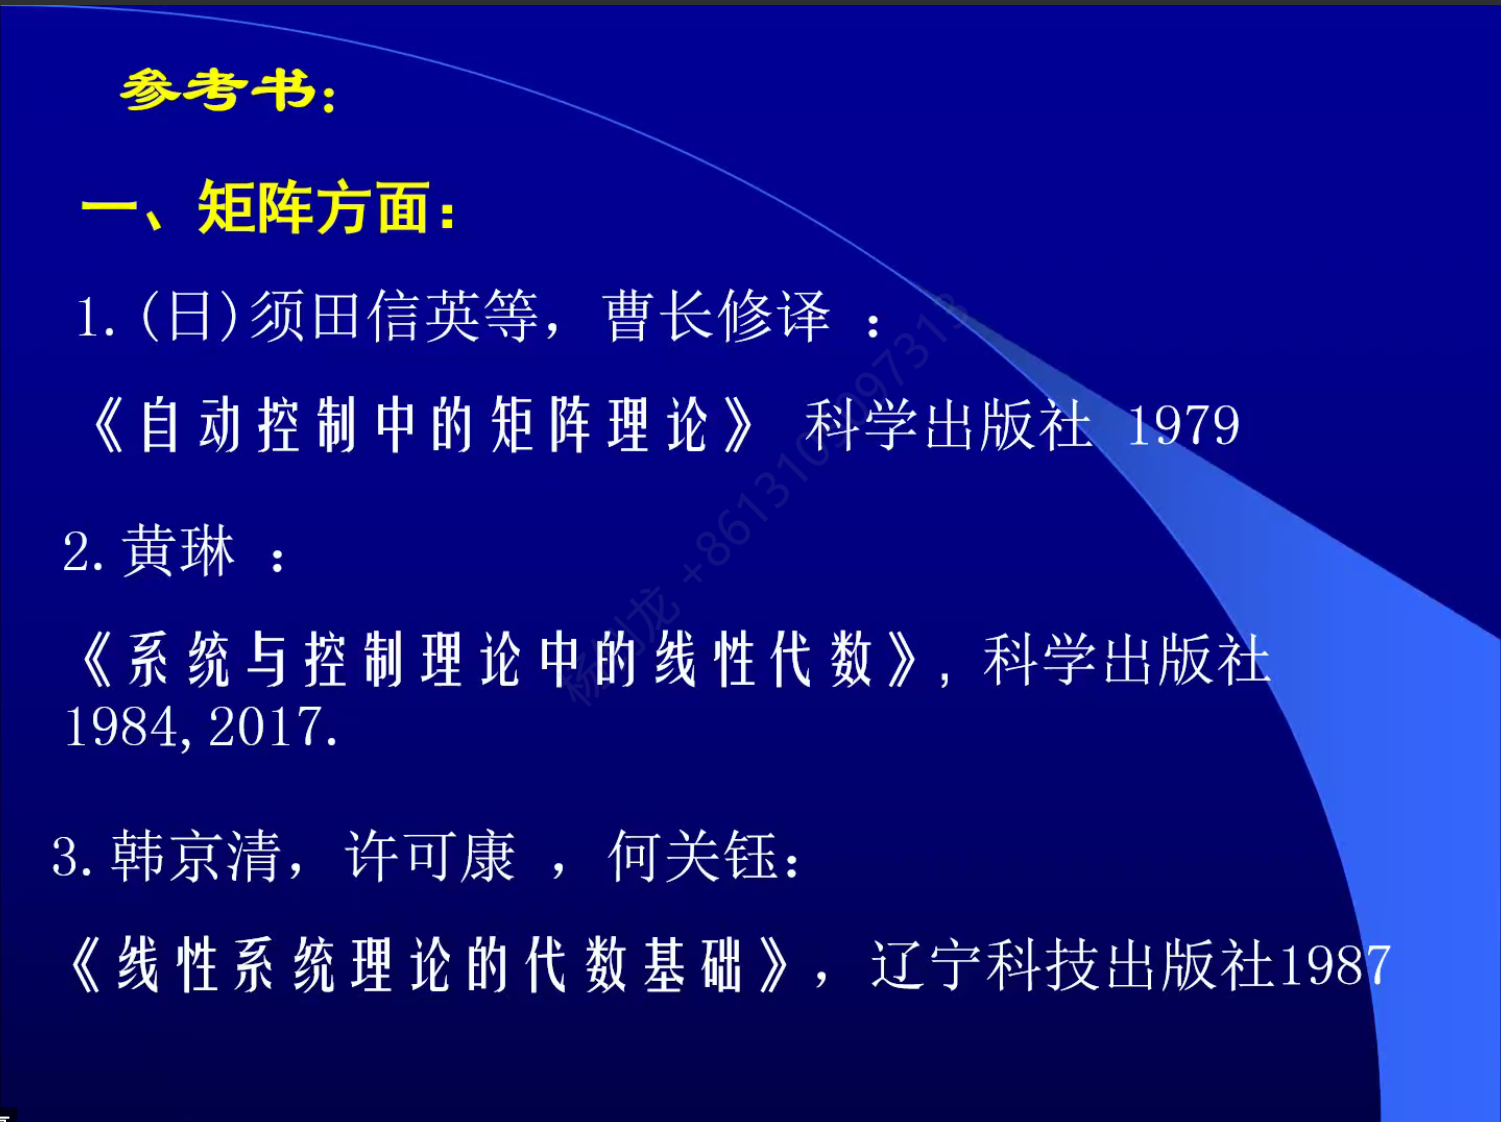 参考书:
一、矩阵方面:
1.(日)须田信英等, 曹长修译 :
《自动控制中的矩阵理论》 科学出版社 1979
2.黄琳 :
《系统与控制理论中的线性代数》, 科学出版社
1984,2017.
3.韩京清, 许可康 , 何关钰:
《线性系统理论的代数基础》, 辽宁科技出版社1987